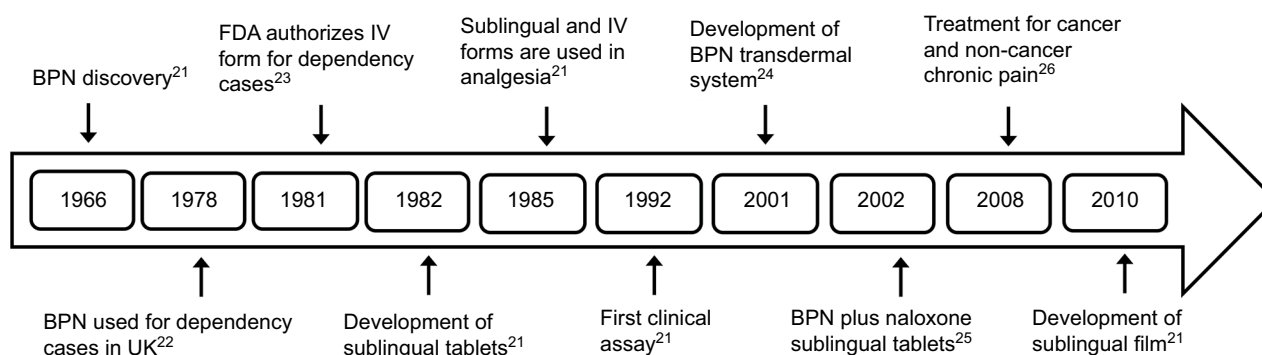 BPN discovery21
FDA authorizes IV
form for dependency
cases23
Sublingual and IV
forms are used in
analgesia21
Development of
BPN transdermal
system24
Treatment for cancer
and non-cancer
chronic pain26
1966 1978 1981 1982 1985 1992 2001 2002 2008 2010
BPN used for dependency
cases in UK22
Development of
sublingual tablets21
First clinical
assay21
BPN plus naloxone
sublingual tablets25
Development of
sublingual film21